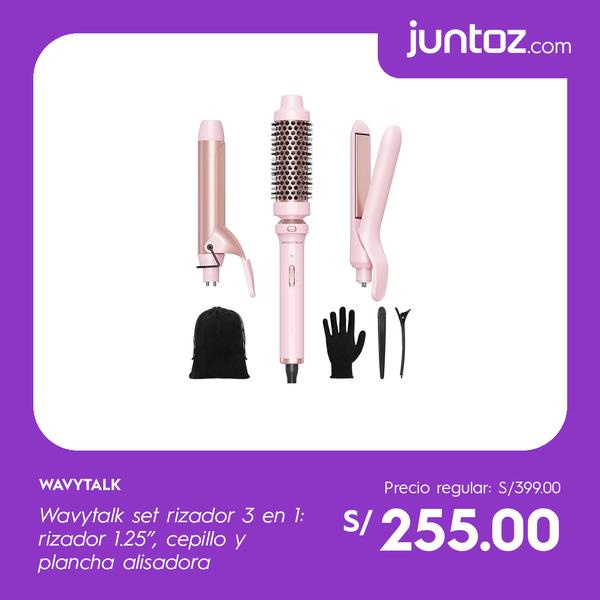 juntoz.com
WAVYTALK
WAVYTALK
Wavytalk set rizador 3 en 1:
rizador 1.25”, cepillo y
plancha alisadora
Precio regular: S/399.00
S/255.00